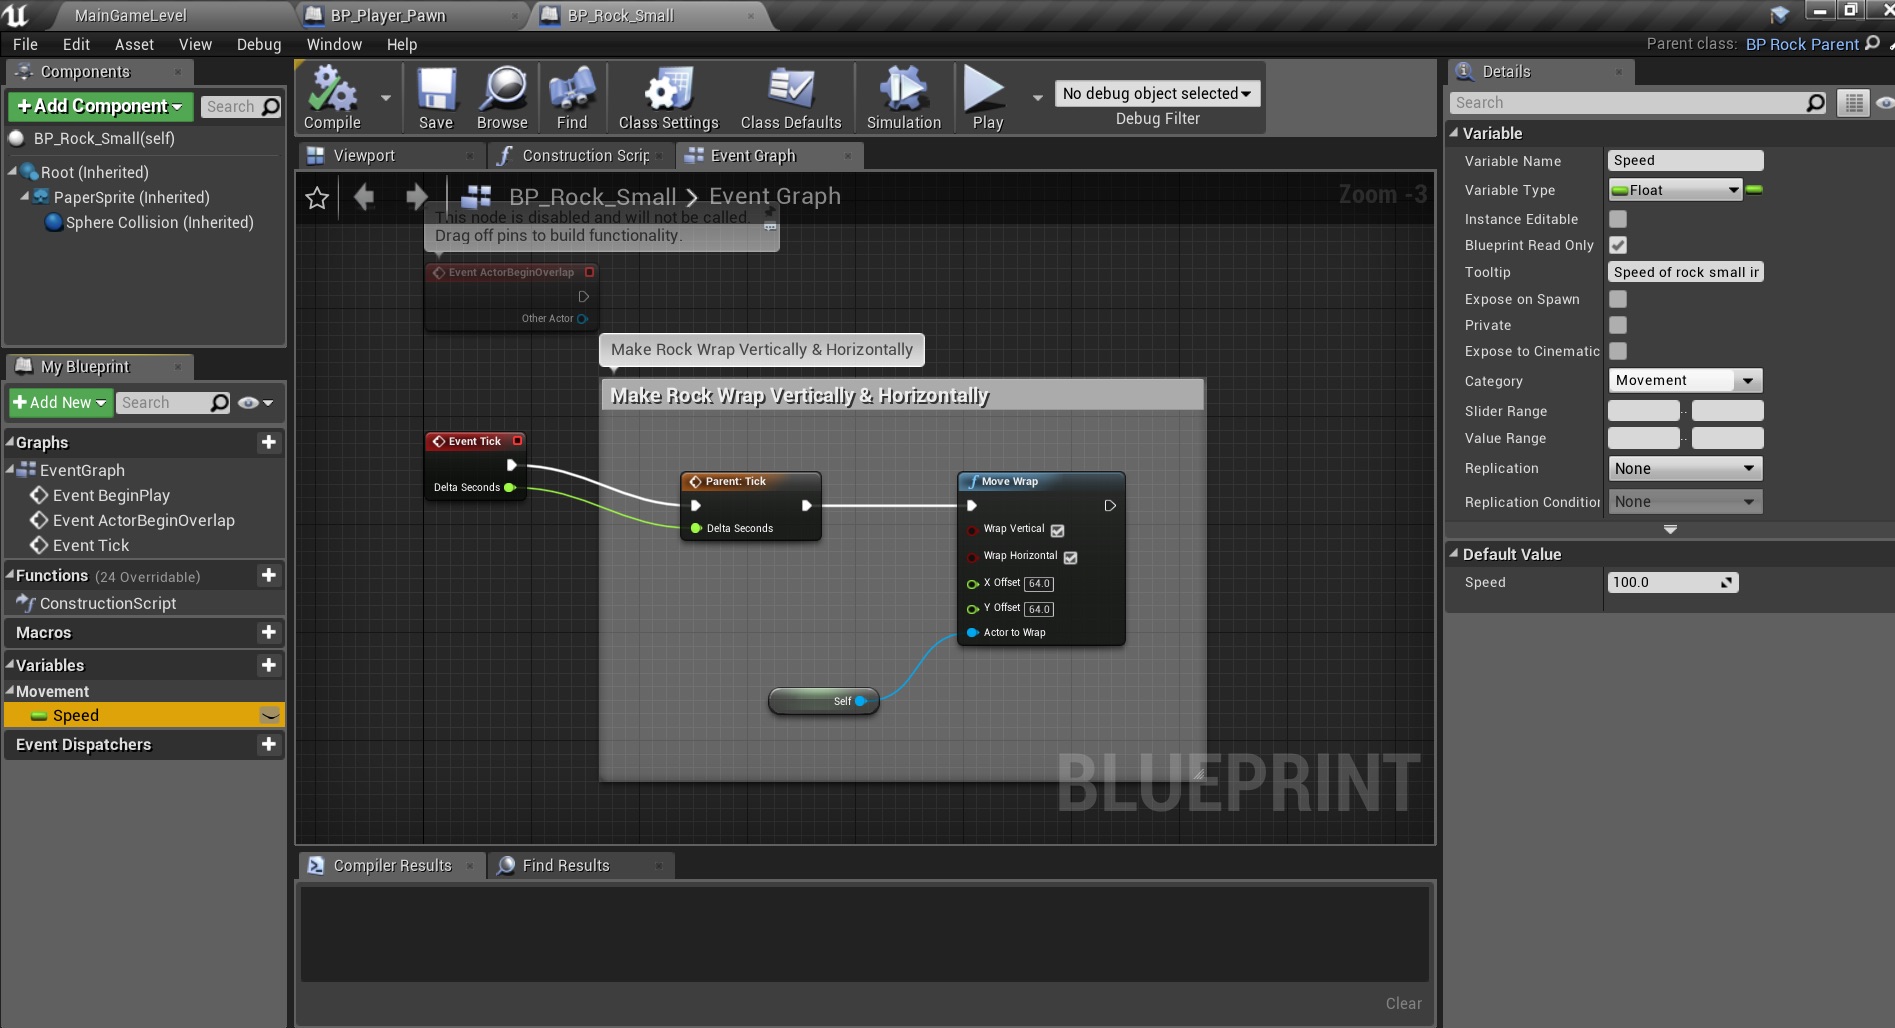 MainGameLevel
BP_Player_Pawn
BP_Rock_Small
File Edit Asset View Debug Window Help
Parent class: BP Rock Parent
Components
+Add Component
Search
BP_Rock_Small(self)
Root (Inherited)
PaperSprite (Inherited)
Sphere Collision (Inherited)
My Blueprint
+Add New
Search
Graphs
EventGraph
Event BeginPlay
Event ActorBeginOverlap
Event Tick
Functions (24 Overridable)
ConstructionScript
Macros
Variables
Movement
Speed
Event Dispatchers
Compile
Save
Browse
Find
Class Settings
Class Defaults
Simulation
Play
No debug object selected
Debug Filter
Viewport
Construction Scrip
Event Graph
BP_Rock_Small > Event Graph
Zoom -3
This node is disabled and will not be called.
Drag off pins to build functionality.
Event ActorBeginOverlap
Other Actor
Make Rock Wrap Vertically & Horizontally
Make Rock Wrap Vertically & Horizontally
Event Tick
Delta Seconds
Parent: Tick
Delta Seconds
Move Wrap
Wrap Vertical
Wrap Horizontal
X Offset 64.0
Y Offset 64.0
Actor to Wrap
Self
BLUEPRINT
Compiler Results
Find Results
Clear
Details
Search
Variable
Variable Name Speed
Variable Type Float
Instance Editable
Blueprint Read Only
Tooltip Speed of rock small ir
Expose on Spawn
Private
Expose to Cinematic
Category Movement
Slider Range ..
Value Range ..
Replication None
Replication Condition None
Default Value
Speed 100.0